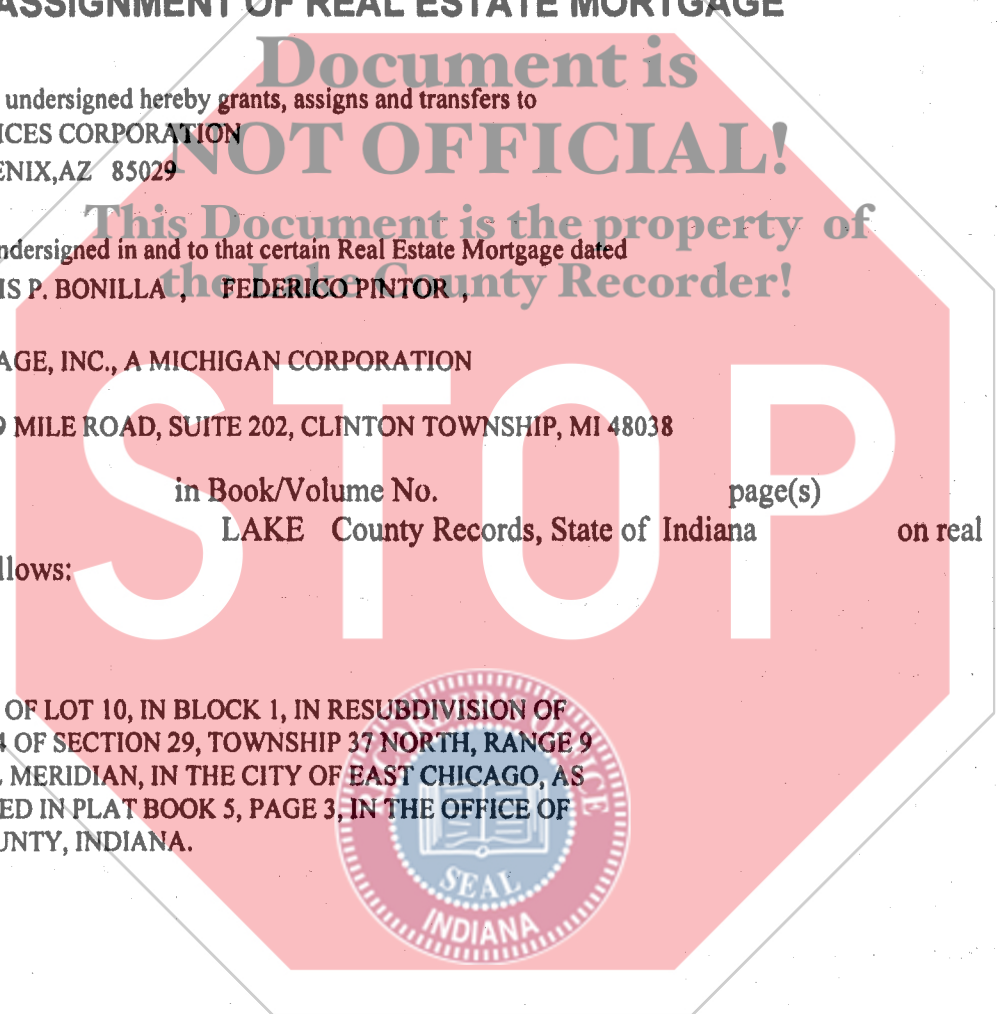 ASSIGNMENT OF REAL ESTATE MORTGAGE
Document is
undersigned hereby grants, assigns and transfers to
ICES CORPORATION
NOT OFFICIAL!
ENIX,AZ 85029
This Document is the property of
ndersigned in and to that certain Real Estate Mortgage dated
the Lake County Recorder!
IS P. BONILLA , FEDERICO PINTOR ,
AGE, INC., A MICHIGAN CORPORATION
9 MILE ROAD, SUITE 202, CLINTON TOWNSHIP, MI 48038
STOP
in Book/Volume No. page(s)
LAKE County Records, State of Indiana on real
llows:
OF LOT 10, IN BLOCK 1, IN RESUBDIVISION OF
4 OF SECTION 29, TOWNSHIP 37 NORTH, RANGE 9
L MERIDIAN, IN THE CITY OF EAST CHICAGO, AS
ED IN PLAT BOOK 5, PAGE 3, IN THE OFFICE OF
UNTY, INDIANA.
RECORDER'S OFFICE
SEAL
INDIANA